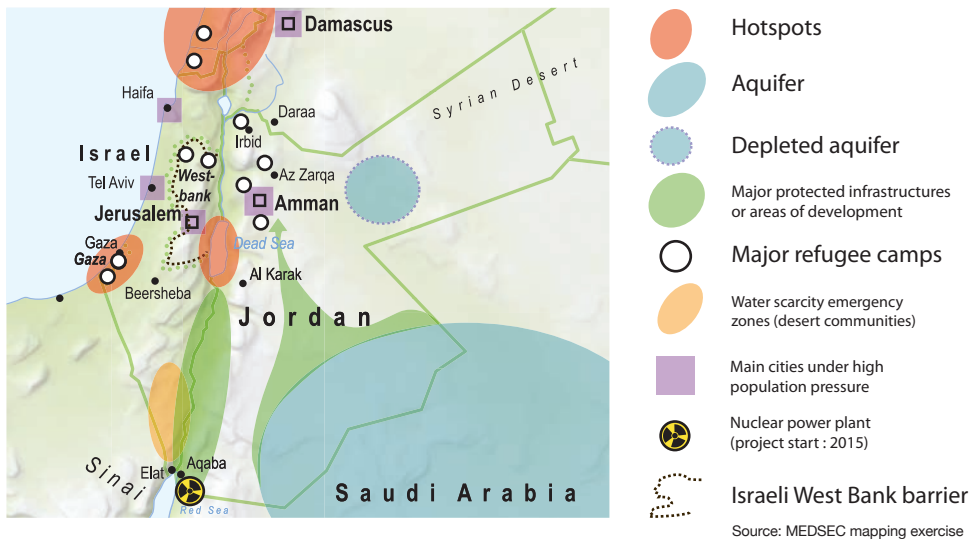 Damascus
Haifa
Daraa
Syrian Desert
Irbid
Israel
West-
bank
Az Zarqa
Tel Aviv
Amman
Jerusalem
Dead Sea
Gaza
Gaza
Al Karak
Beersheba
Jordan
Sinai
Elat
Aqaba
Saudi Arabia
Red Sea
Hotspots
Aquifer
Depleted aquifer
Major protected infrastructures
or areas of development
Major refugee camps
Water scarcity emergency
zones (desert communities)
Main cities under high
population pressure
Nuclear power plant
(project start : 2015)
Israeli West Bank barrier
Source: MEDSEC mapping exercise